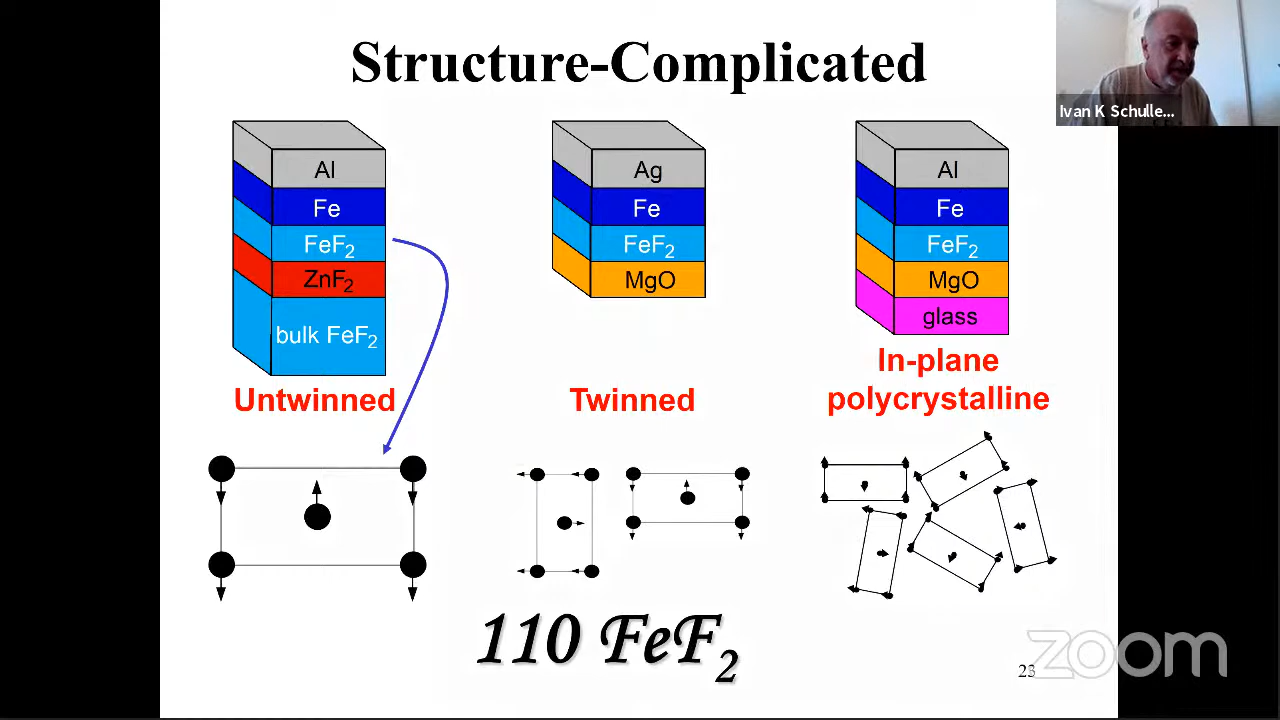 Structure-Complicated
Ivan K Schulle...
Al
Fe
FeF2
ZnF2
bulk FeF2
Untwinned
Ag
Fe
FeF2
MgO
Twinned
Al
Fe
FeF2
MgO
glass
In-plane
polycrystalline
110 FeF2
23
zoom